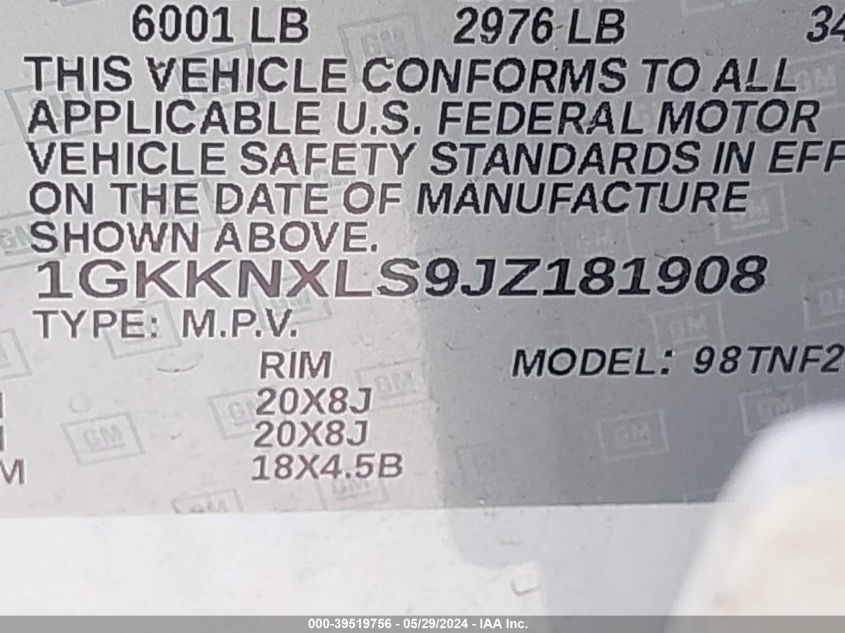 6001 LB 2976 LB 34
THIS VEHICLE CONFORMS TO ALL
APPLICABLE U.S. FEDERAL MOTOR
VEHICLE SAFETY STANDARDS IN EFF
ON THE DATE OF MANUFACTURE
SHOWN ABOVE.
1GKKNXLS9JZ181908
TYPE: M.P.V.
RIM MODEL: 98TNF2
20X8J
20X8J
M 18X4.5B
GM
000-39519756 - 05/29/2024 - IAA Inc.